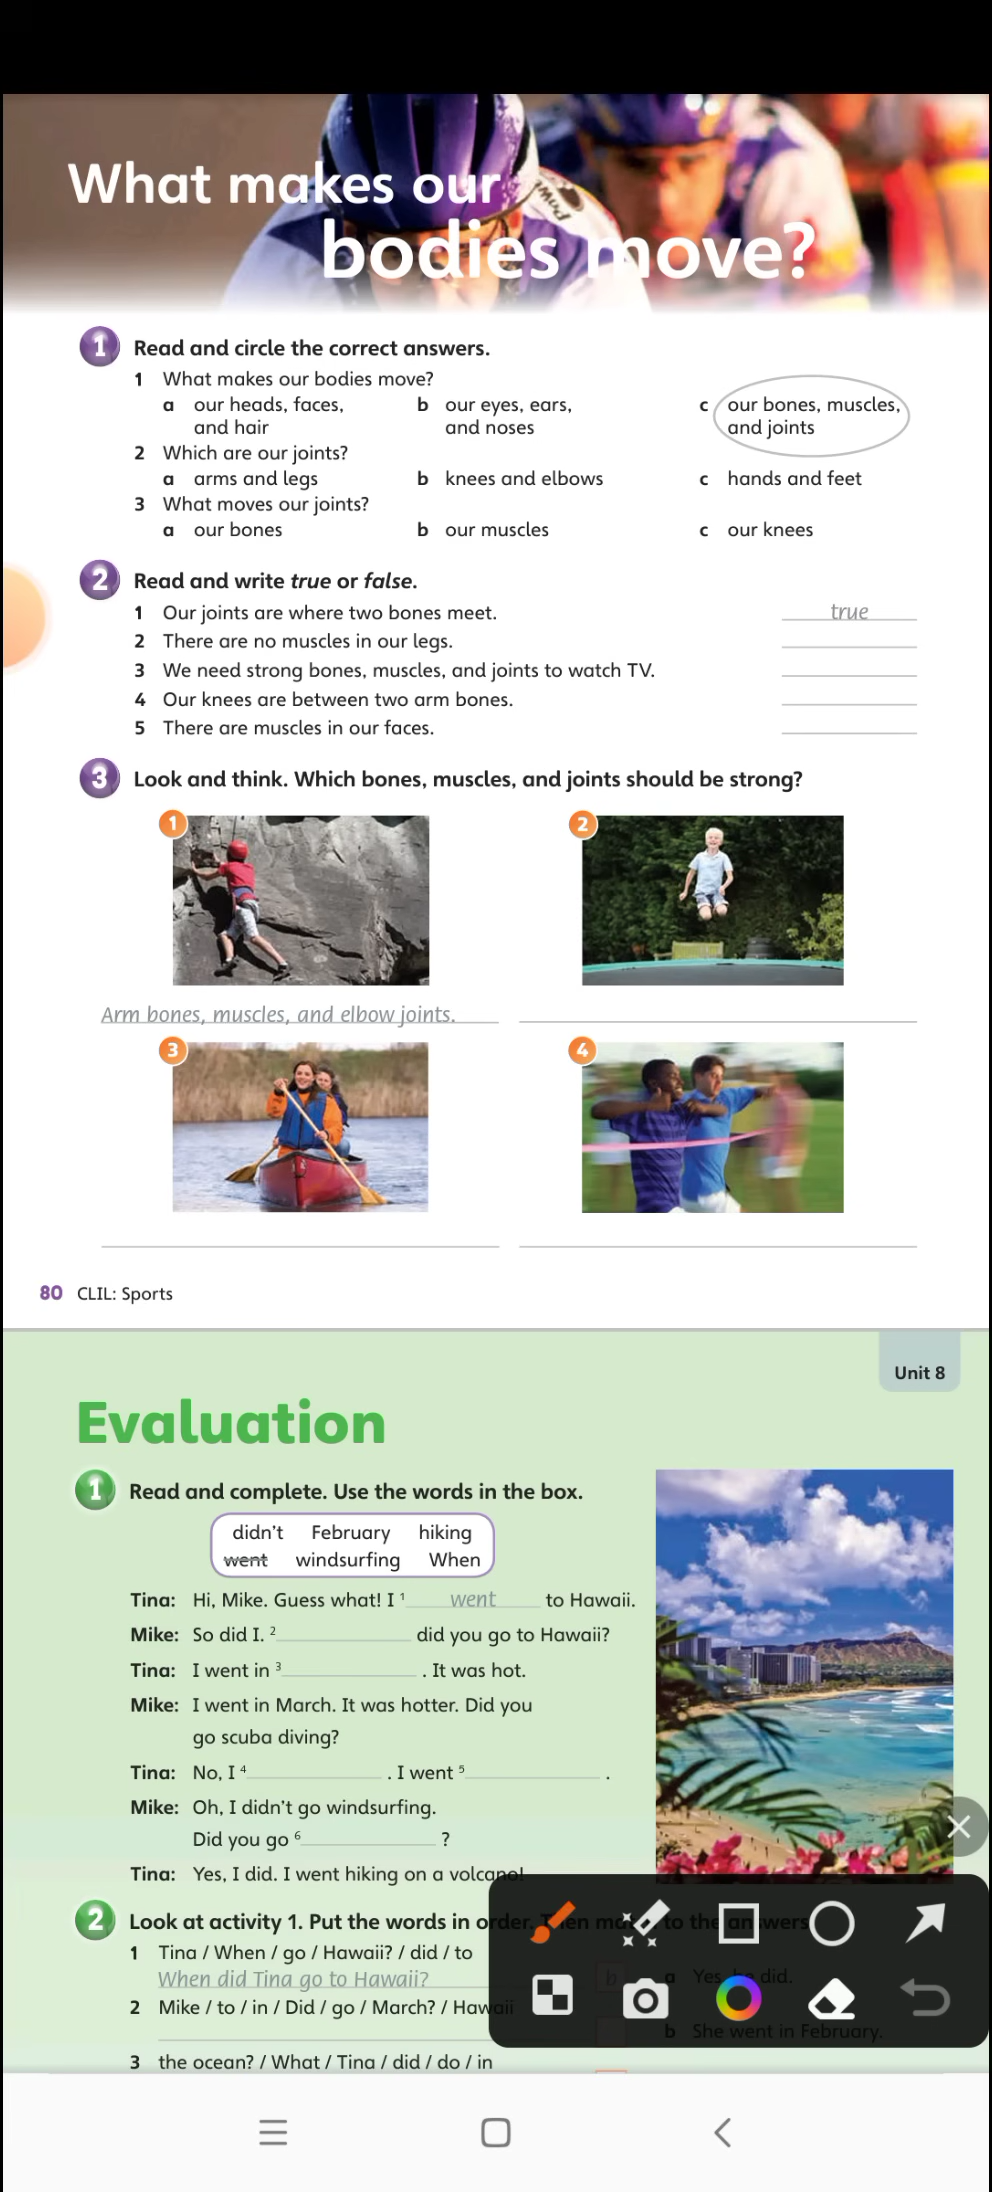 What makes our
bodies move?
1 Read and circle the correct answers.
1 What makes our bodies move?
a our heads, faces, b our eyes, ears, c our bones, muscles,
and hair and noses and joints
2 Which are our joints?
a arms and legs b knees and elbows c hands and feet
3 What moves our joints?
a our bones b our muscles c our knees
2 Read and write true or false.
1 Our joints are where two bones meet. true
2 There are no muscles in our legs.
3 We need strong bones, muscles, and joints to watch TV.
4 Our knees are between two arm bones.
5 There are muscles in our faces.
3 Look and think. Which bones, muscles, and joints should be strong?
1 2
Arm bones, muscles, and elbow joints.
3 4
80 CLIL: Sports
Unit 8
Evaluation
1 Read and complete. Use the words in the box.
didn't February hiking
went windsurfing When
Tina: Hi, Mike. Guess what! I 1 went to Hawaii.
Mike: So did I. 2 did you go to Hawaii?
Tina: I went in 3 . It was hot.
Mike: I went in March. It was hotter. Did you
go scuba diving?
Tina: No, I 4 . I went 5 .
Mike: Oh, I didn't go windsurfing.
Did you go 6 ?
Tina: Yes, I did. I went hiking on a volcano!
2 Look at activity 1. Put the words in order. Then match to the answers
1 Tina / When / go / Hawaii? / did / to
When did Tina go to Hawaii? b a Yes, he did.
2 Mike / to / in / Did / go / March? / Hawaii
b She went in February.
3 the ocean? / What / Tina / did / do / in